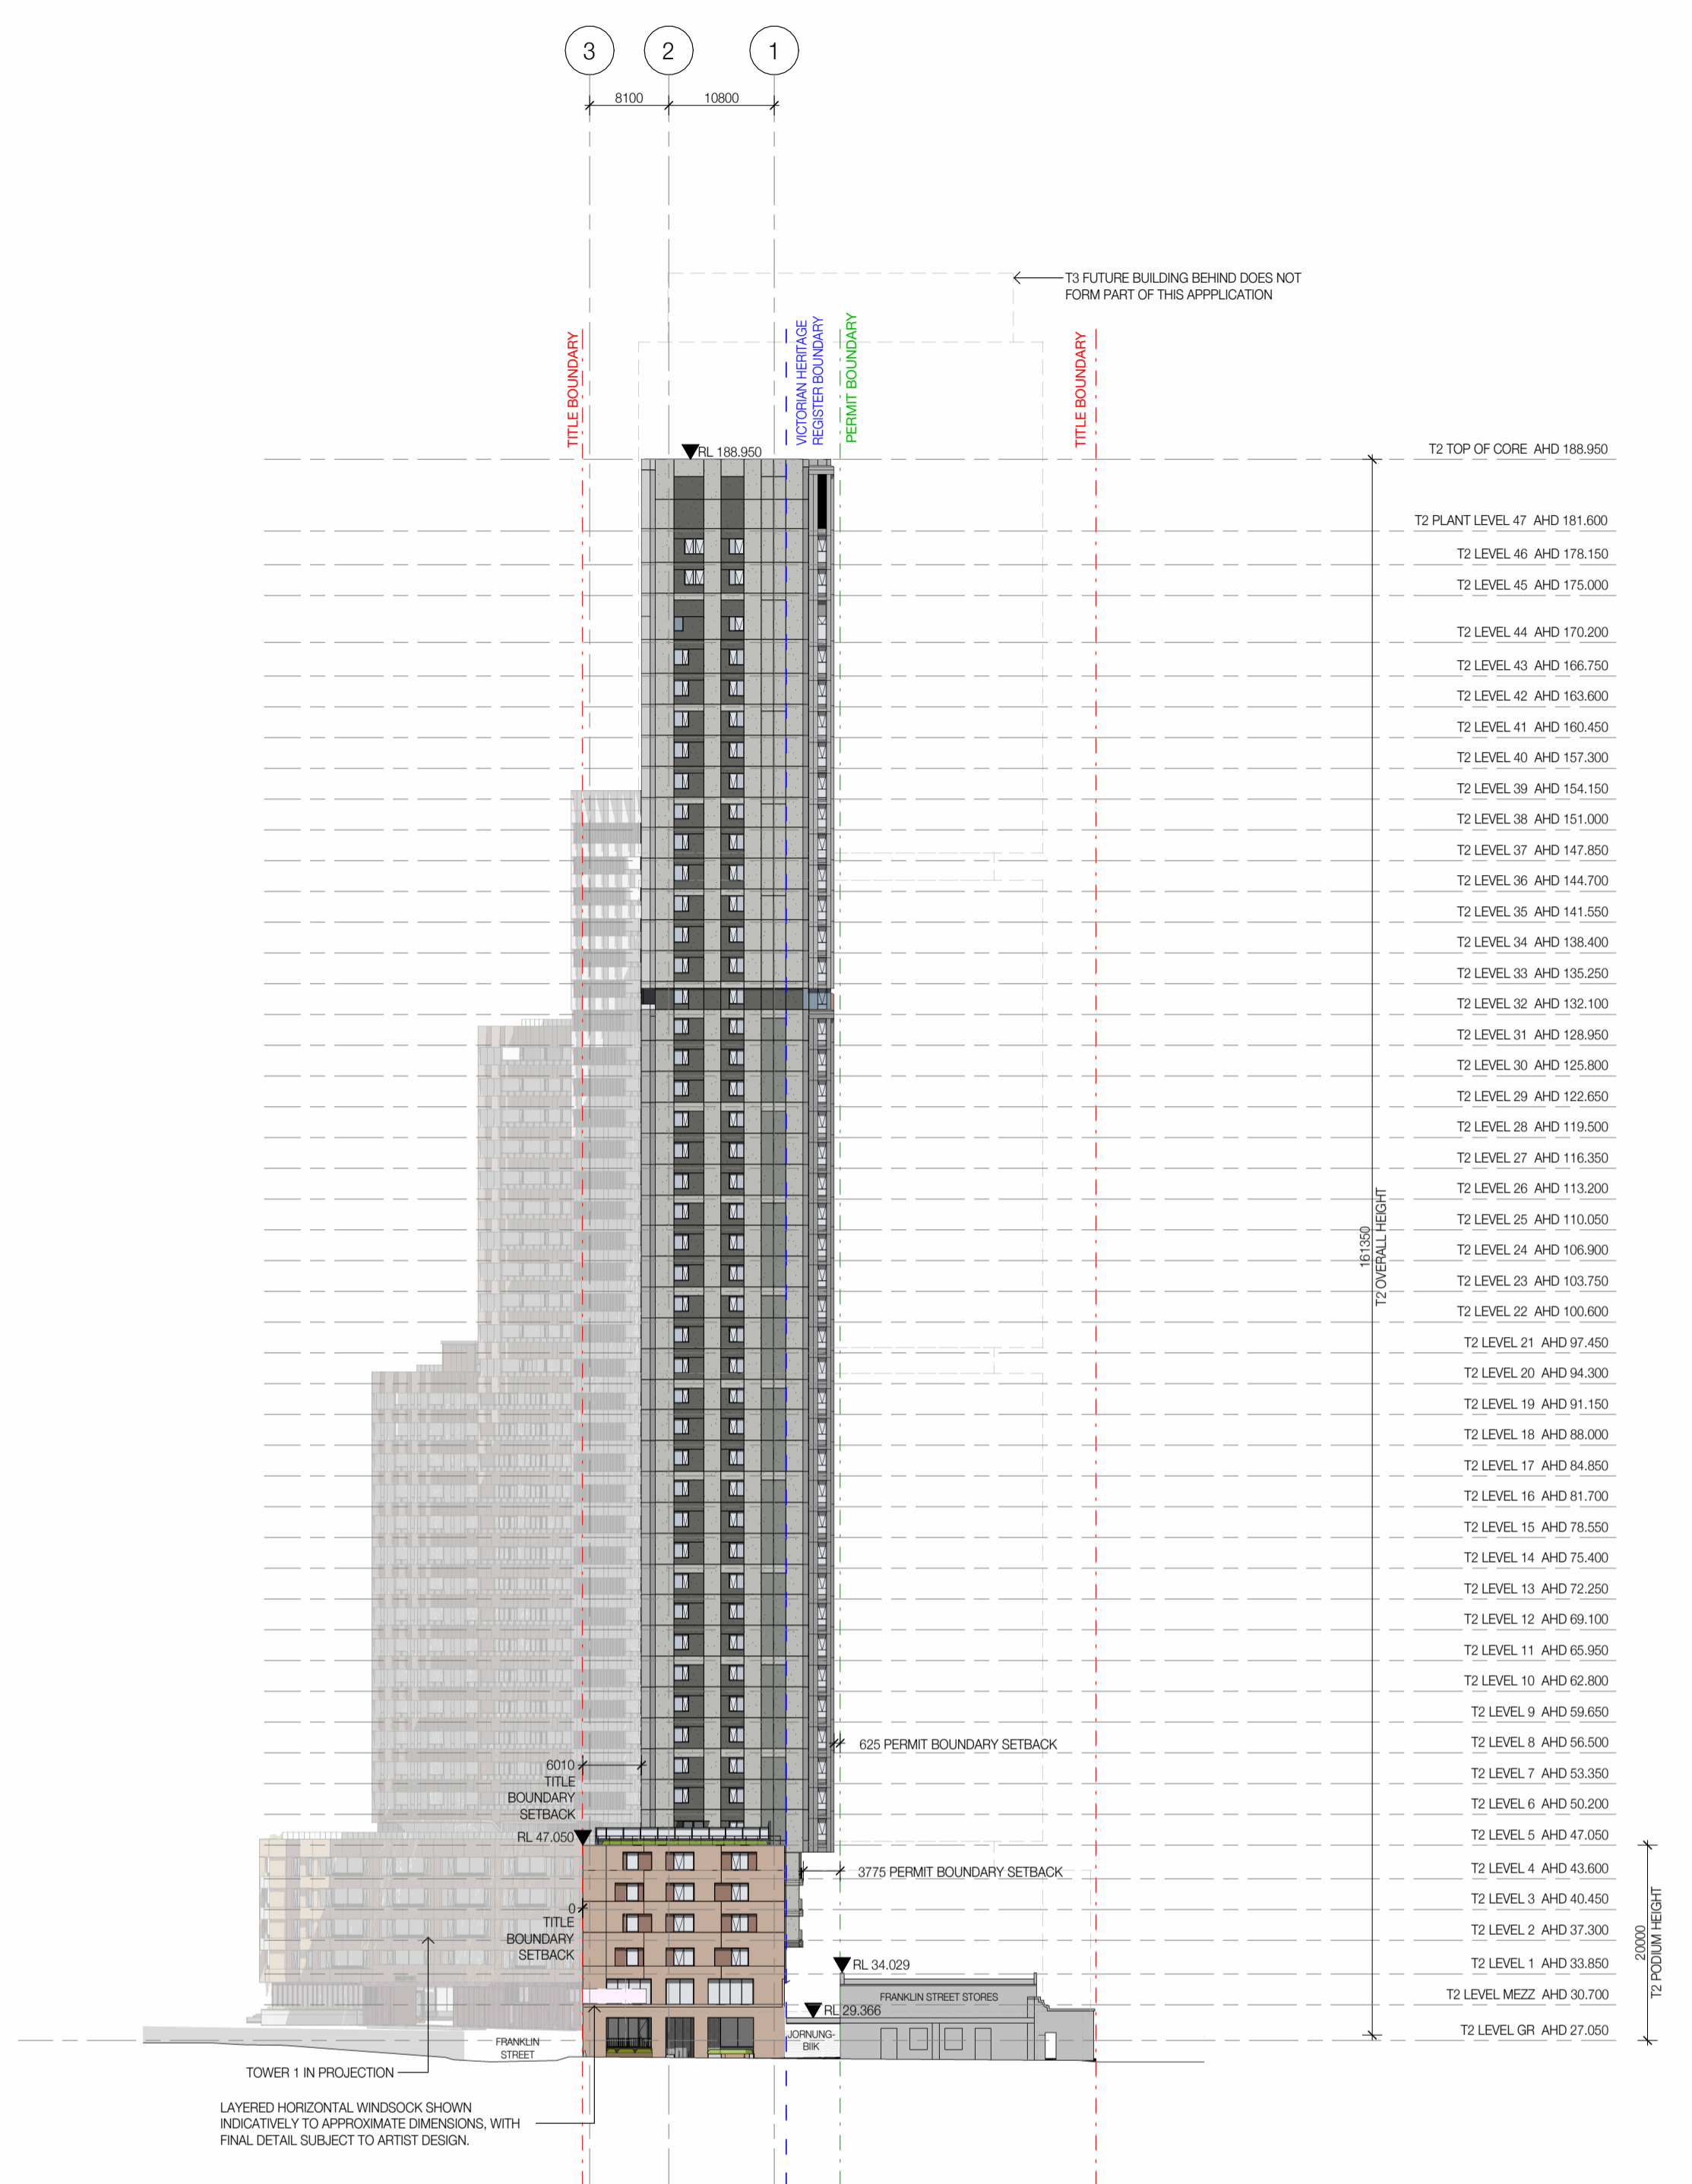 3
2
1
8100
10800
T3 FUTURE BUILDING BEHIND DOES NOT
FORM PART OF THIS APPPLICATION
TITLE BOUNDARY
VICTORIAN HERITAGE
REGISTER BOUNDARY
PERMIT BOUNDARY
TITLE BOUNDARY
RL 188.950
T2 TOP OF CORE AHD 188.950
T2 PLANT LEVEL 47 AHD 181.600
T2 LEVEL 46 AHD 178.150
T2 LEVEL 45 AHD 175.000
T2 LEVEL 44 AHD 170.200
T2 LEVEL 43 AHD 166.750
T2 LEVEL 42 AHD 163.600
T2 LEVEL 41 AHD 160.450
T2 LEVEL 40 AHD 157.300
T2 LEVEL 39 AHD 154.150
T2 LEVEL 38 AHD 151.000
T2 LEVEL 37 AHD 147.850
T2 LEVEL 36 AHD 144.700
T2 LEVEL 35 AHD 141.550
T2 LEVEL 34 AHD 138.400
T2 LEVEL 33 AHD 135.250
T2 LEVEL 32 AHD 132.100
T2 LEVEL 31 AHD 128.950
T2 LEVEL 30 AHD 125.800
T2 LEVEL 29 AHD 122.650
T2 LEVEL 28 AHD 119.500
T2 LEVEL 27 AHD 116.350
T2 LEVEL 26 AHD 113.200
T2 LEVEL 25 AHD 110.050
T2 LEVEL 24 AHD 106.900
T2 LEVEL 23 AHD 103.750
T2 LEVEL 22 AHD 100.600
T2 LEVEL 21 AHD 97.450
T2 LEVEL 20 AHD 94.300
T2 LEVEL 19 AHD 91.150
T2 LEVEL 18 AHD 88.000
T2 LEVEL 17 AHD 84.850
T2 LEVEL 16 AHD 81.700
T2 LEVEL 15 AHD 78.550
T2 LEVEL 14 AHD 75.400
T2 LEVEL 13 AHD 72.250
T2 LEVEL 12 AHD 69.100
T2 LEVEL 11 AHD 65.950
T2 LEVEL 10 AHD 62.800
T2 LEVEL 9 AHD 59.650
T2 LEVEL 8 AHD 56.500
T2 LEVEL 7 AHD 53.350
T2 LEVEL 6 AHD 50.200
T2 LEVEL 5 AHD 47.050
T2 LEVEL 4 AHD 43.600
T2 LEVEL 3 AHD 40.450
T2 LEVEL 2 AHD 37.300
T2 LEVEL 1 AHD 33.850
T2 LEVEL MEZZ AHD 30.700
T2 LEVEL GR AHD 27.050
161350
T2 OVERALL HEIGHT
20000
T2 PODIUM HEIGHT
625 PERMIT BOUNDARY SETBACK
6010
TITLE
BOUNDARY
SETBACK
RL 47.050
3775 PERMIT BOUNDARY SETBACK
0
TITLE
BOUNDARY
SETBACK
RL 34.029
FRANKLIN STREET STORES
RL 29.366
JORNUNG-
BIIK
FRANKLIN
STREET
TOWER 1 IN PROJECTION
LAYERED HORIZONTAL WINDSOCK SHOWN
INDICATIVELY TO APPROXIMATE DIMENSIONS, WITH
FINAL DETAIL SUBJECT TO ARTIST DESIGN.